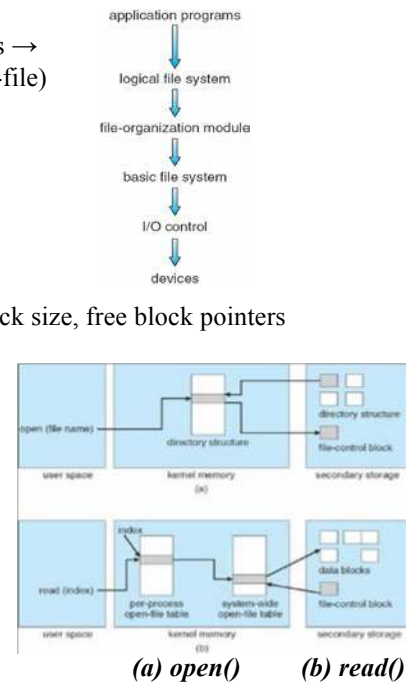 application programs
s →
logical file system
-file)
file-organization module
basic file system
I/O control
devices
ck size, free block pointers
directory structure
open (file name)
directory structure
file-control block
user space
kernel memory
secondary storage
(a)
index
data blocks
read (index)
per-process
open-file table
system-wide
open-file table
file-control block
user space
kernel memory
secondary storage
(b)
(a) open() (b) read()